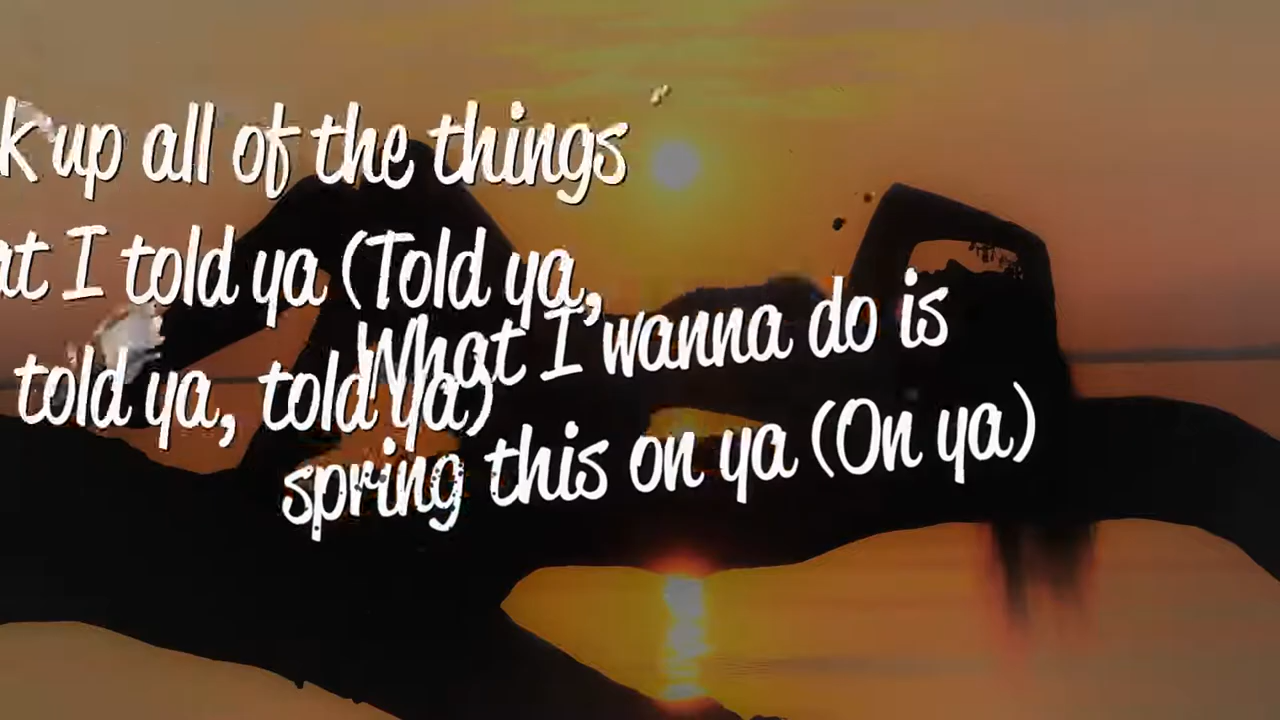 up all of the things
I told ya (Told ya,
told ya, told ya)
What I wanna do is
spring this on ya (On ya)